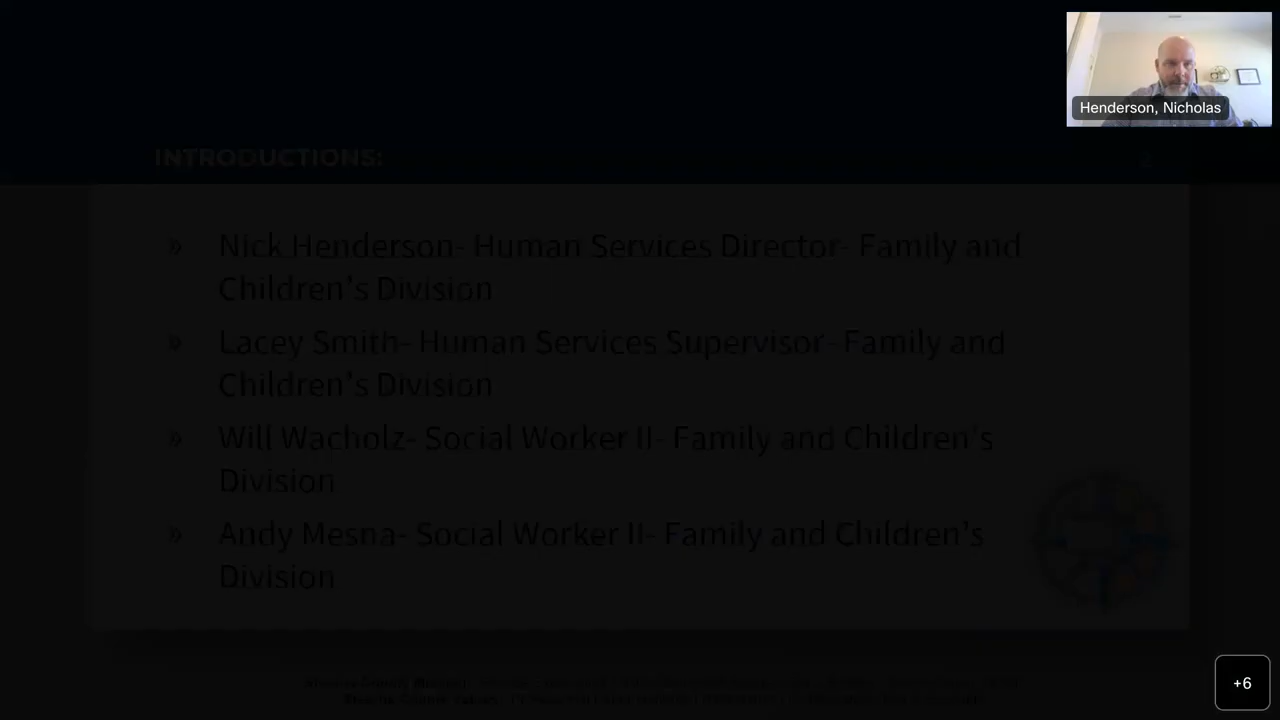 Henderson, Nicholas
INTRODUCTIONS:
2
» Nick Henderson- Human Services Director- Family and
Children's Division
» Lacey Smith- Human Services Supervisor- Family and
Children's Division
» Will Wacholz- Social Worker II- Family and Children's
Division
» Andy Mesna- Social Worker II- Family and Children's
Division
+6